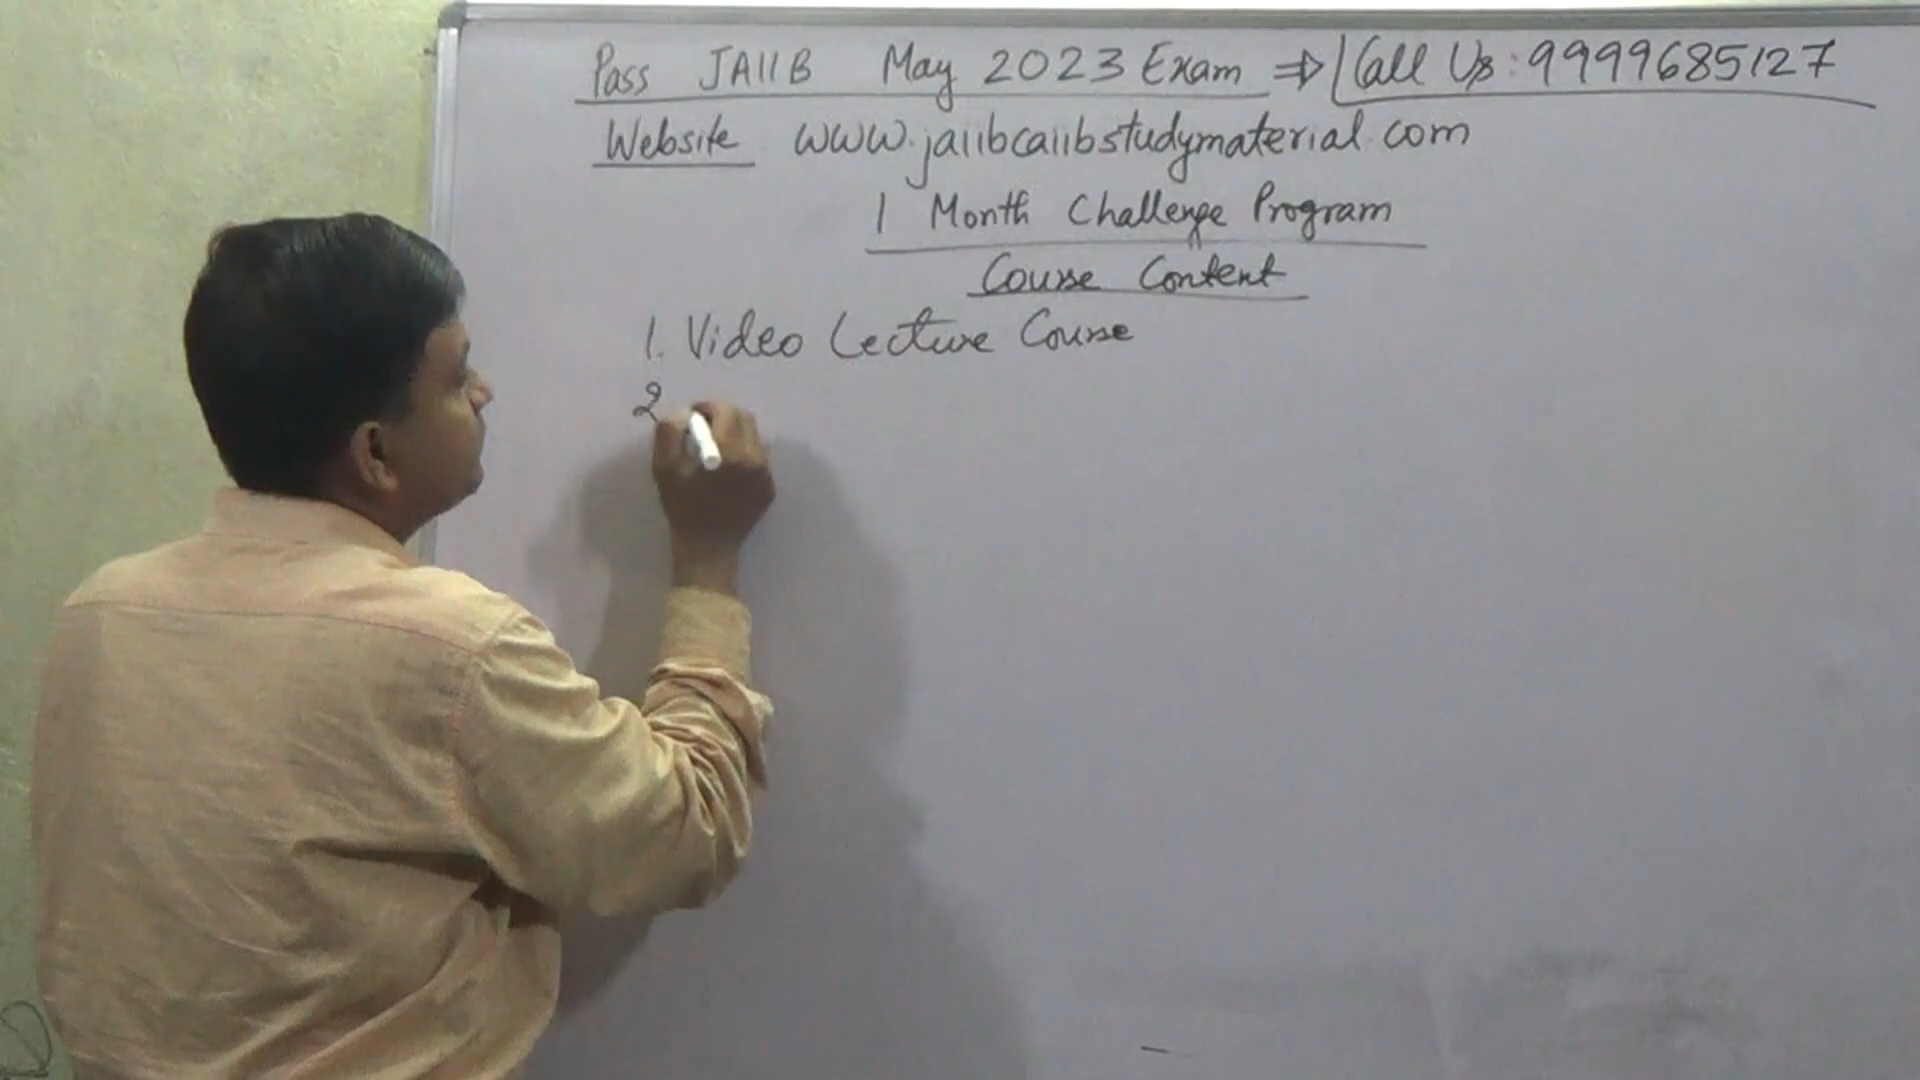 Pass JAIIB May 2023 Exam ⇒ Call Us: 9999685127
Website www.jaiibcaiibstudymaterial.com
1 Month Challenge Program
Course Content
1. Video Lecture Course
2